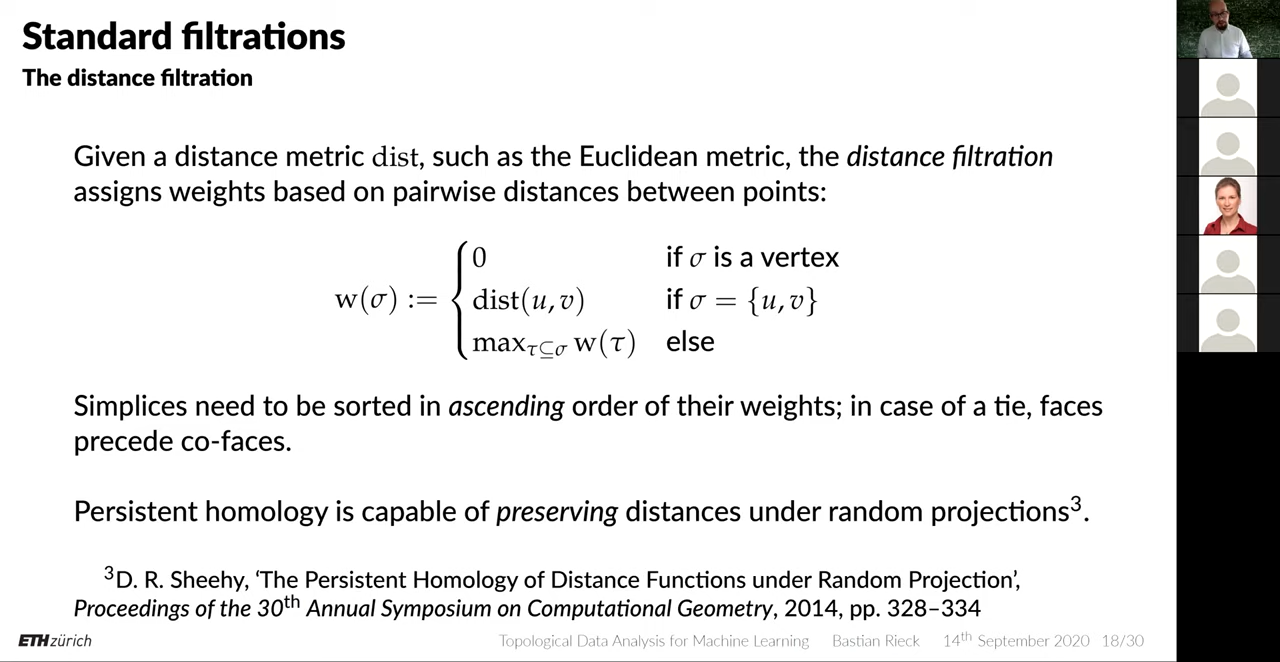 Standard filtrations
The distance filtration
Given a distance metric dist, such as the Euclidean metric, the distance filtration
assigns weights based on pairwise distances between points:
w(σ) := { 0 if σ is a vertex
dist(u, v) if σ = {u, v}
max_{τ⊆σ} w(τ) else
Simplices need to be sorted in ascending order of their weights; in case of a tie, faces
precede co-faces.
Persistent homology is capable of preserving distances under random projections³.
³D. R. Sheehy, ‘The Persistent Homology of Distance Functions under Random Projection’,
Proceedings of the 30th Annual Symposium on Computational Geometry, 2014, pp. 328–334
ETH zürich Topological Data Analysis for Machine Learning Bastian Rieck 14th September 2020 18/30